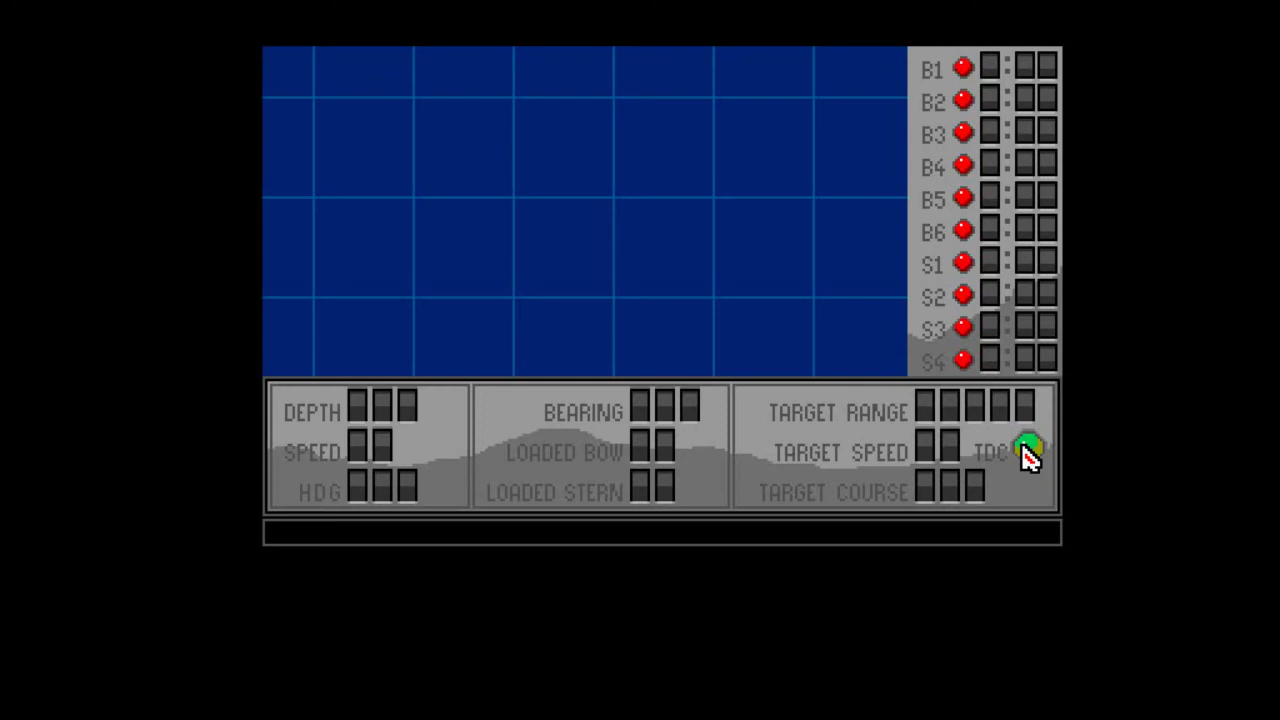 B1 :
B2 :
B3 :
B4 :
B5 :
B6 :
S1 :
S2 :
S3 :
S4 :
DEPTH BEARING TARGET RANGE
SPEED LOADED BOW TARGET SPEED TDC
HDG LOADED STERN TARGET COURSE